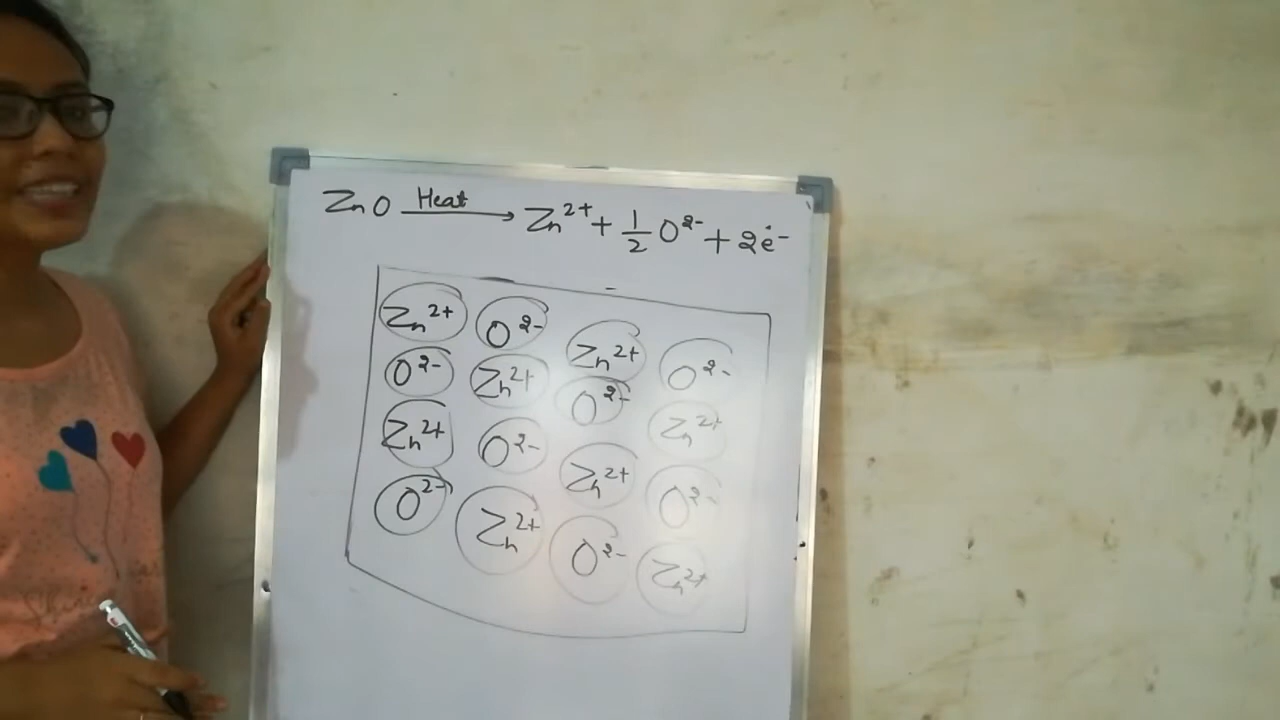 ZnO Heat → Zn²⁺ + 1/2 O²⁻ + 2e⁻
Zn²⁺ O²⁻ Zn²⁺ O²⁻
O²⁻ Zn²⁺ O²⁻ Zn²⁺
Zn²⁺ O²⁻ Zn²⁺ O²⁻
O²⁻ Zn²⁺ O²⁻ Zn²⁺